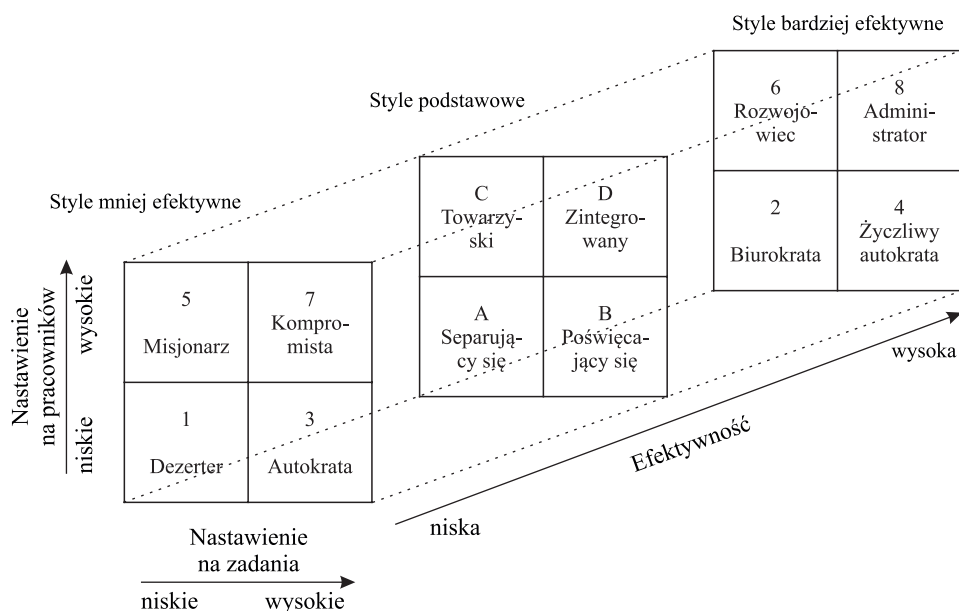 Style bardziej efektywne
6
Rozwojo-
wiec
8
Admini-
strator
2
Biurokrata
4
Życzliwy
autokrata
Style podstawowe
C
Towarzy-
ski
D
Zintegro-
wany
A
Separują-
cy się
B
Poświęca-
jący się
Style mniej efektywne
5
Misjonarz
7
Kompro-
mista
1
Dezerter
3
Autokrata
Nastawienie
na pracowników
niskie
wysokie
Nastawienie
na zadania
niskie
wysokie
niska
Efektywność
wysoka